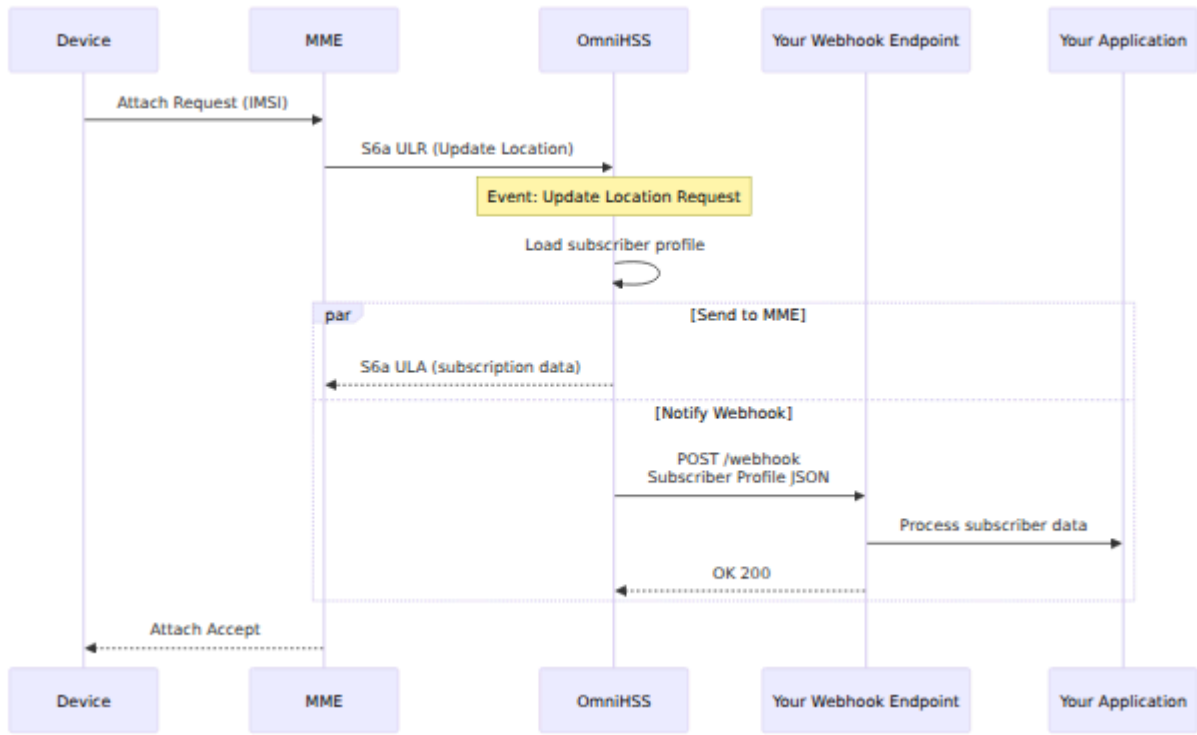 Device
MME
OmniHSS
Your Webhook Endpoint
Your Application
Attach Request (IMSI)
S6a ULR (Update Location)
Event: Update Location Request
Load subscriber profile
par
[Send to MME]
S6a ULA (subscription data)
[Notify Webhook]
POST /webhook
Subscriber Profile JSON
Process subscriber data
OK 200
Attach Accept
Device
MME
OmniHSS
Your Webhook Endpoint
Your Application